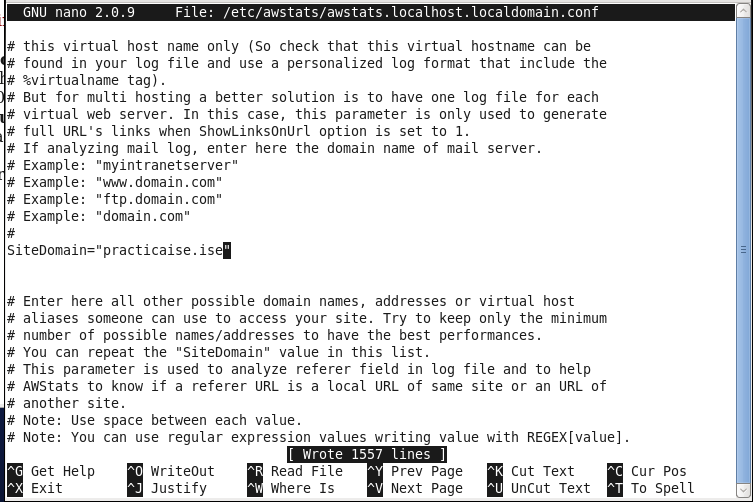 GNU nano 2.0.9 File: /etc/awstats/awstats.localhost.localdomain.conf
# this virtual host name only (So check that this virtual hostname can be
# found in your log file and use a personalized log format that include the
# %virtualname tag).
# But for multi hosting a better solution is to have one log file for each
# virtual web server. In this case, this parameter is only used to generate
# full URL's links when ShowLinksOnUrl option is set to 1.
# If analyzing mail log, enter here the domain name of mail server.
# Example: "myintranetserver"
# Example: "www.domain.com"
# Example: "ftp.domain.com"
# Example: "domain.com"
#
SiteDomain="practicaise.ise"
# Enter here all other possible domain names, addresses or virtual host
# aliases someone can use to access your site. Try to keep only the minimum
# number of possible names/addresses to have the best performances.
# You can repeat the "SiteDomain" value in this list.
# This parameter is used to analyze referer field in log file and to help
# AWStats to know if a referer URL is a local URL of same site or an URL of
# another site.
# Note: Use space between each value.
# Note: You can use regular expression values writing value with REGEX[value].
[ Wrote 1557 lines ]
^G Get Help ^O WriteOut ^R Read File ^Y Prev Page ^K Cut Text ^C Cur Pos
^X Exit ^J Justify ^W Where Is ^V Next Page ^U UnCut Text ^T To Spell